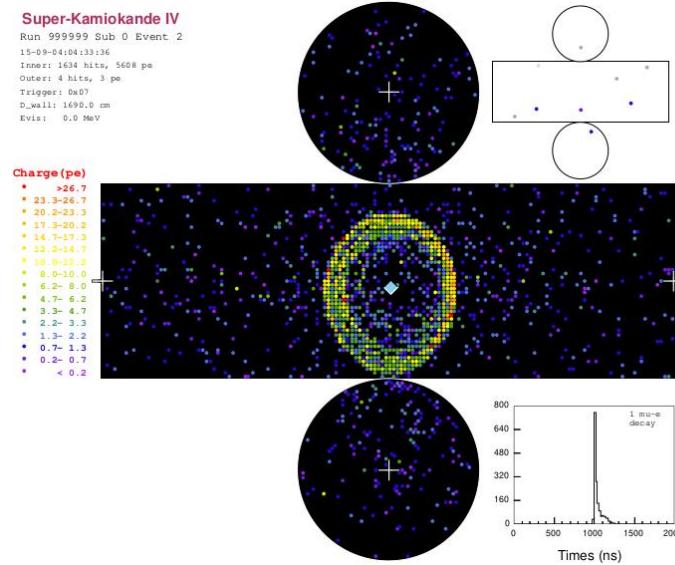 Super-Kamiokande IV
Run 999999 Sub 0 Event 2
15-09-04:04:33:36
Inner: 1634 hits, 5608 pe
Outer: 4 hits, 3 pe
Trigger: 0x07
D_wall: 1690.0 cm
Evis: 0.0 MeV
Charge(pe)
>26.7
23.3-26.7
20.2-23.3
17.3-20.2
14.7-17.3
12.2-14.7
10.0-12.2
8.0-10.0
6.2- 8.0
4.7- 6.2
3.3- 4.7
2.2- 3.3
1.3- 2.2
0.7- 1.3
0.2- 0.7
< 0.2
1 mu-e
decay
800
640
480
320
160
0
0 500 1000 1500 200
Times (ns)